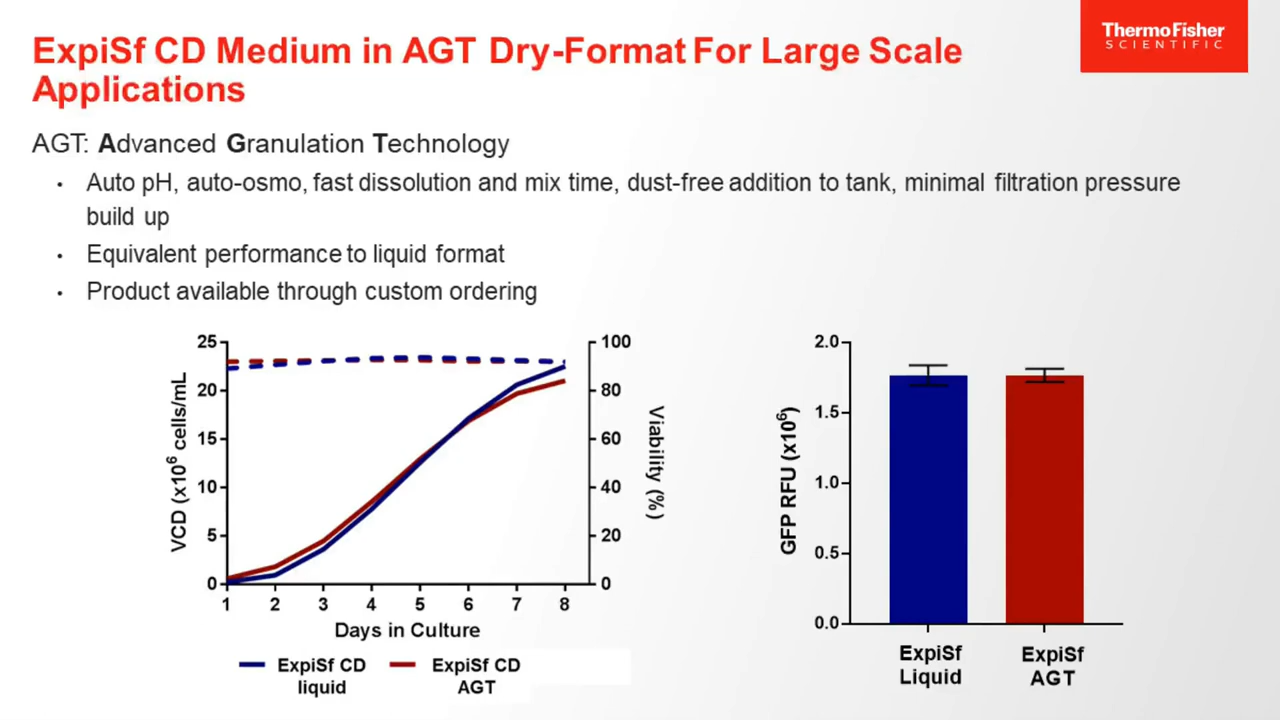 ExpiSf CD Medium in AGT Dry-Format For Large Scale
Applications
ThermoFisher
SCIENTIFIC
AGT: Advanced Granulation Technology
• Auto pH, auto-osmo, fast dissolution and mix time, dust-free addition to tank, minimal filtration pressure
build up
• Equivalent performance to liquid format
• Product available through custom ordering
VCD (x10⁶ cells/mL
25
20
15
10
5
0
100
80
60
40
20
0
Viability (%)
1 2 3 4 5 6 7 8
Days in Culture
ExpiSf CD
liquid
ExpiSf CD
AGT
GFP RFU (x10⁶)
2.0
1.5
1.0
0.5
0.0
ExpiSf
Liquid
ExpiSf
AGT